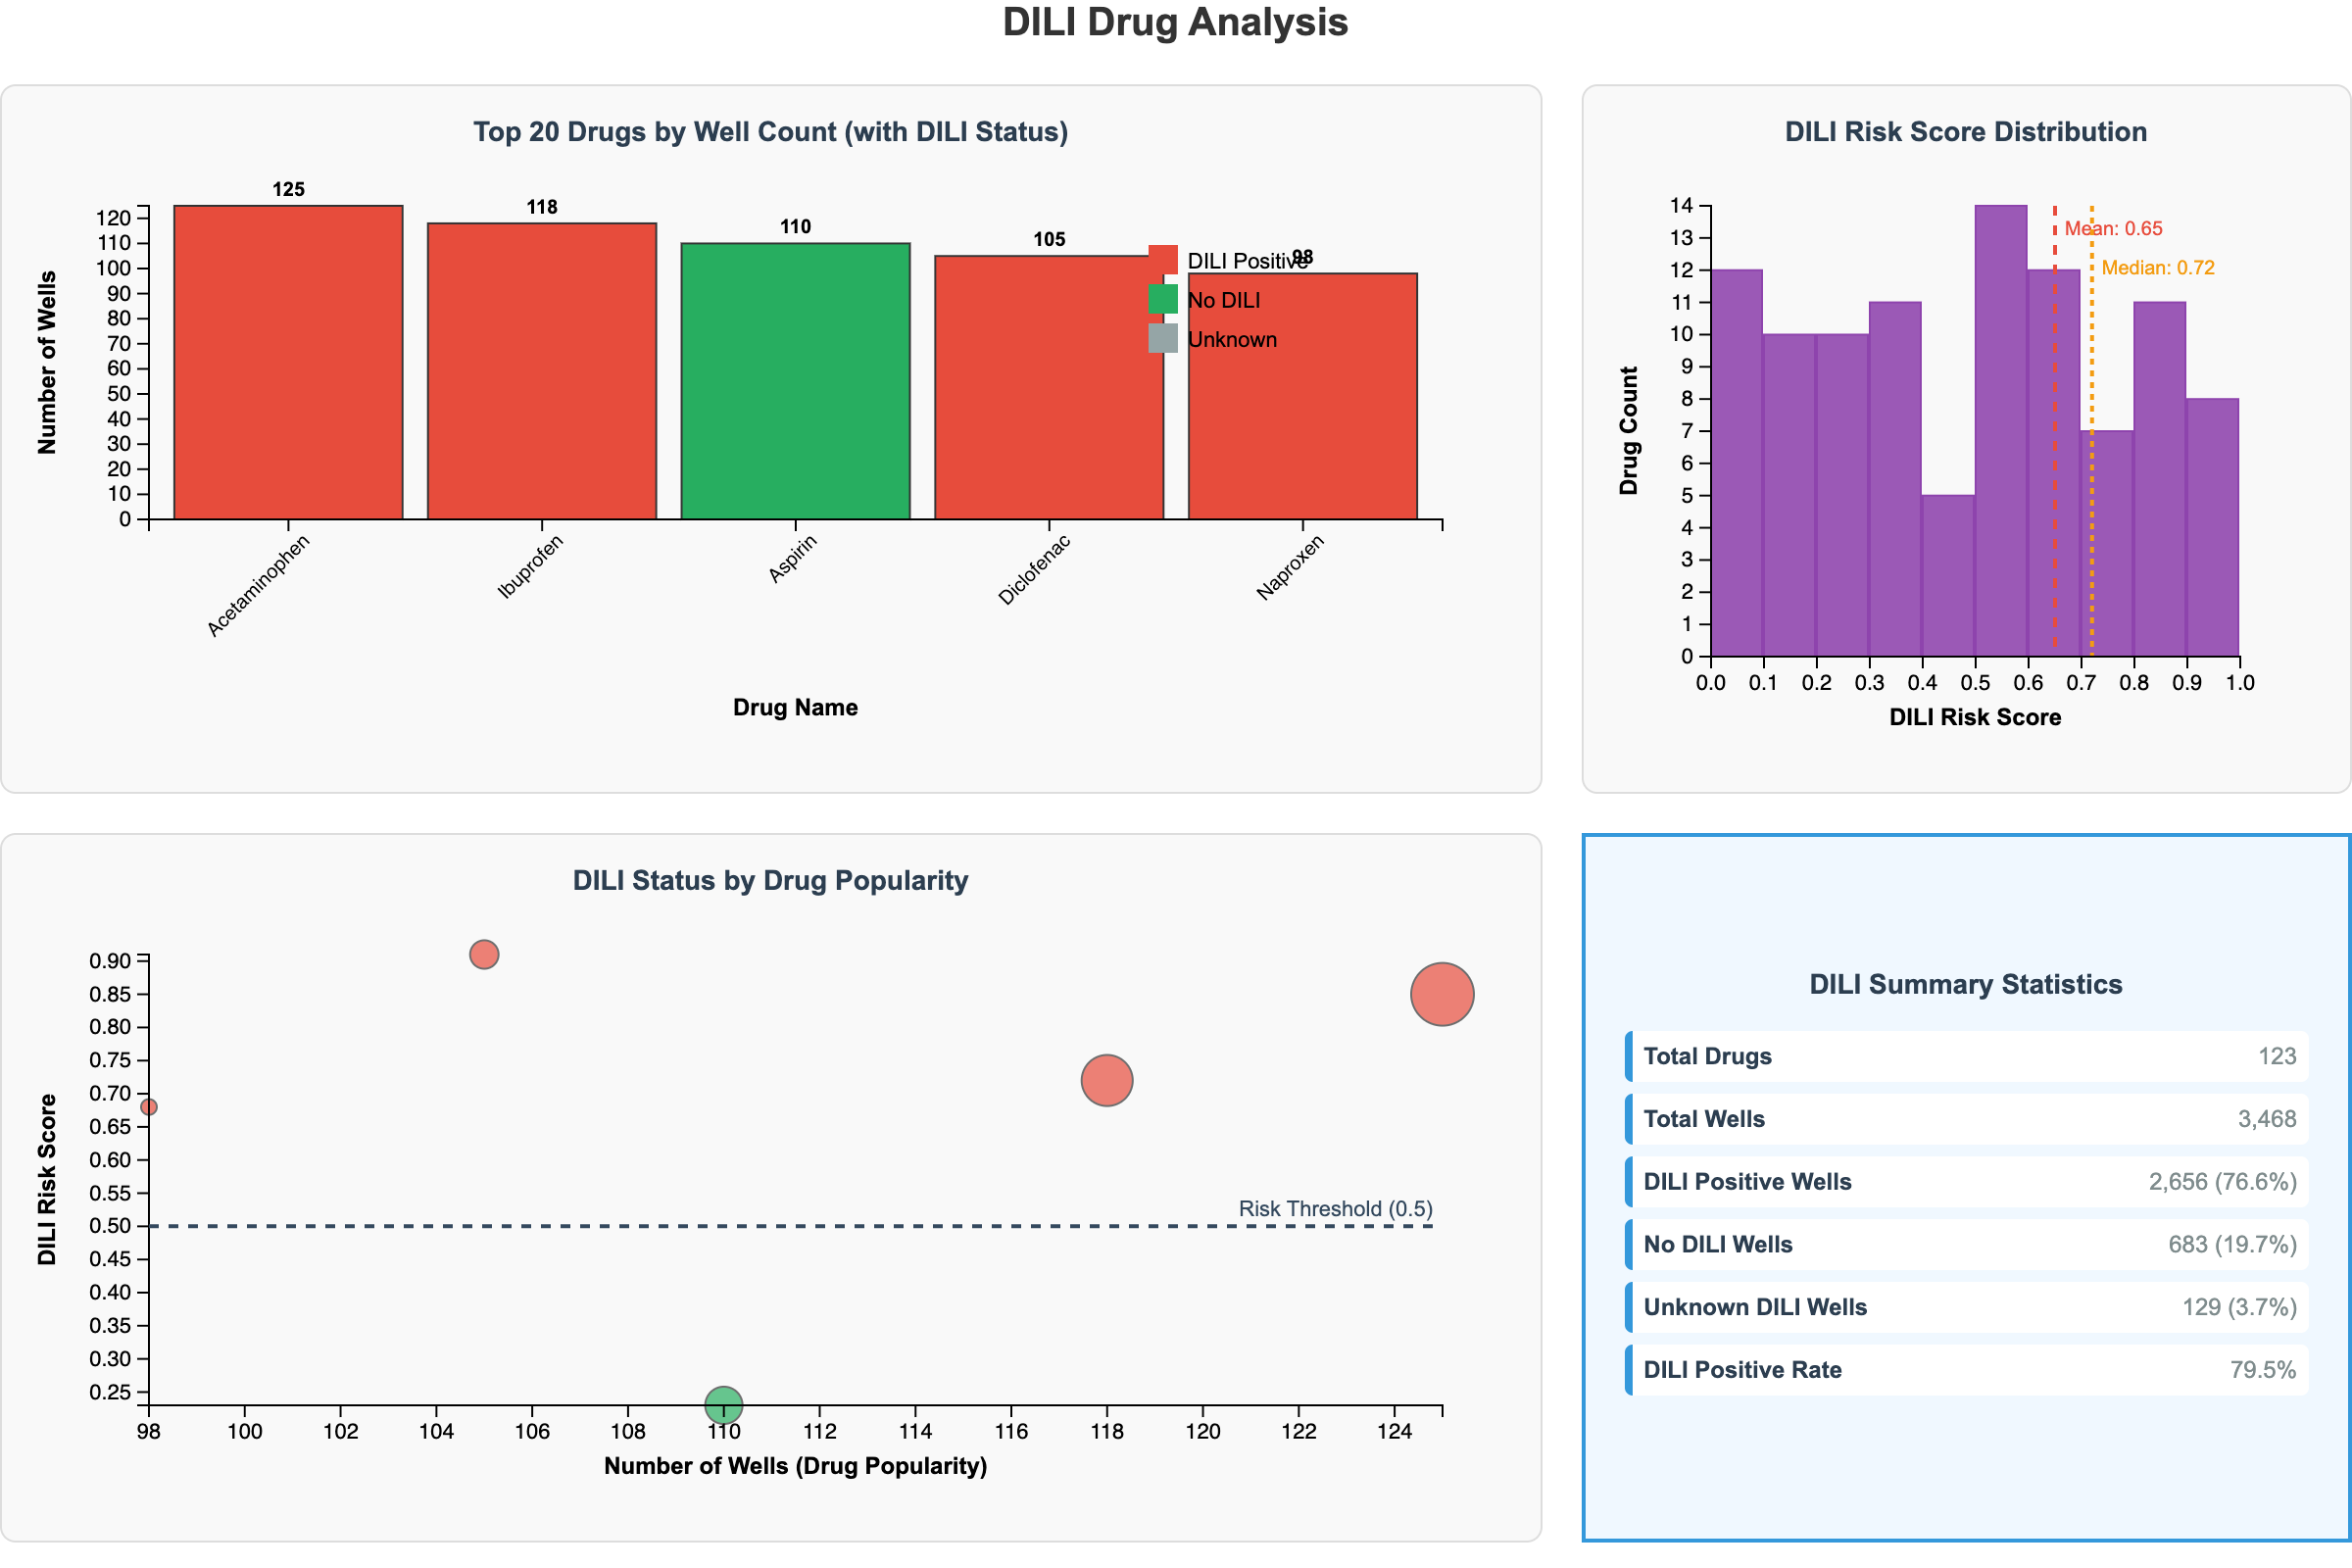 DILI Drug Analysis
Top 20 Drugs by Well Count (with DILI Status)
Number of Wells
120
110
100
90
80
70
60
50
40
30
20
10
0
125
118
110
105
98
DILI Positive
No DILI
Unknown
Acetaminophen
Ibuprofen
Aspirin
Diclofenac
Naproxen
Drug Name
DILI Risk Score Distribution
Drug Count
14
13
12
11
10
9
8
7
6
5
4
3
2
1
0
Mean: 0.65
Median: 0.72
0.0 0.1 0.2 0.3 0.4 0.5 0.6 0.7 0.8 0.9 1.0
DILI Risk Score
DILI Status by Drug Popularity
DILI Risk Score
0.90
0.85
0.80
0.75
0.70
0.65
0.60
0.55
0.50
0.45
0.40
0.35
0.30
0.25
Risk Threshold (0.5)
98 100 102 104 106 108 110 112 114 116 118 120 122 124
Number of Wells (Drug Popularity)
DILI Summary Statistics
Total Drugs 123
Total Wells 3,468
DILI Positive Wells 2,656 (76.6%)
No DILI Wells 683 (19.7%)
Unknown DILI Wells 129 (3.7%)
DILI Positive Rate 79.5%